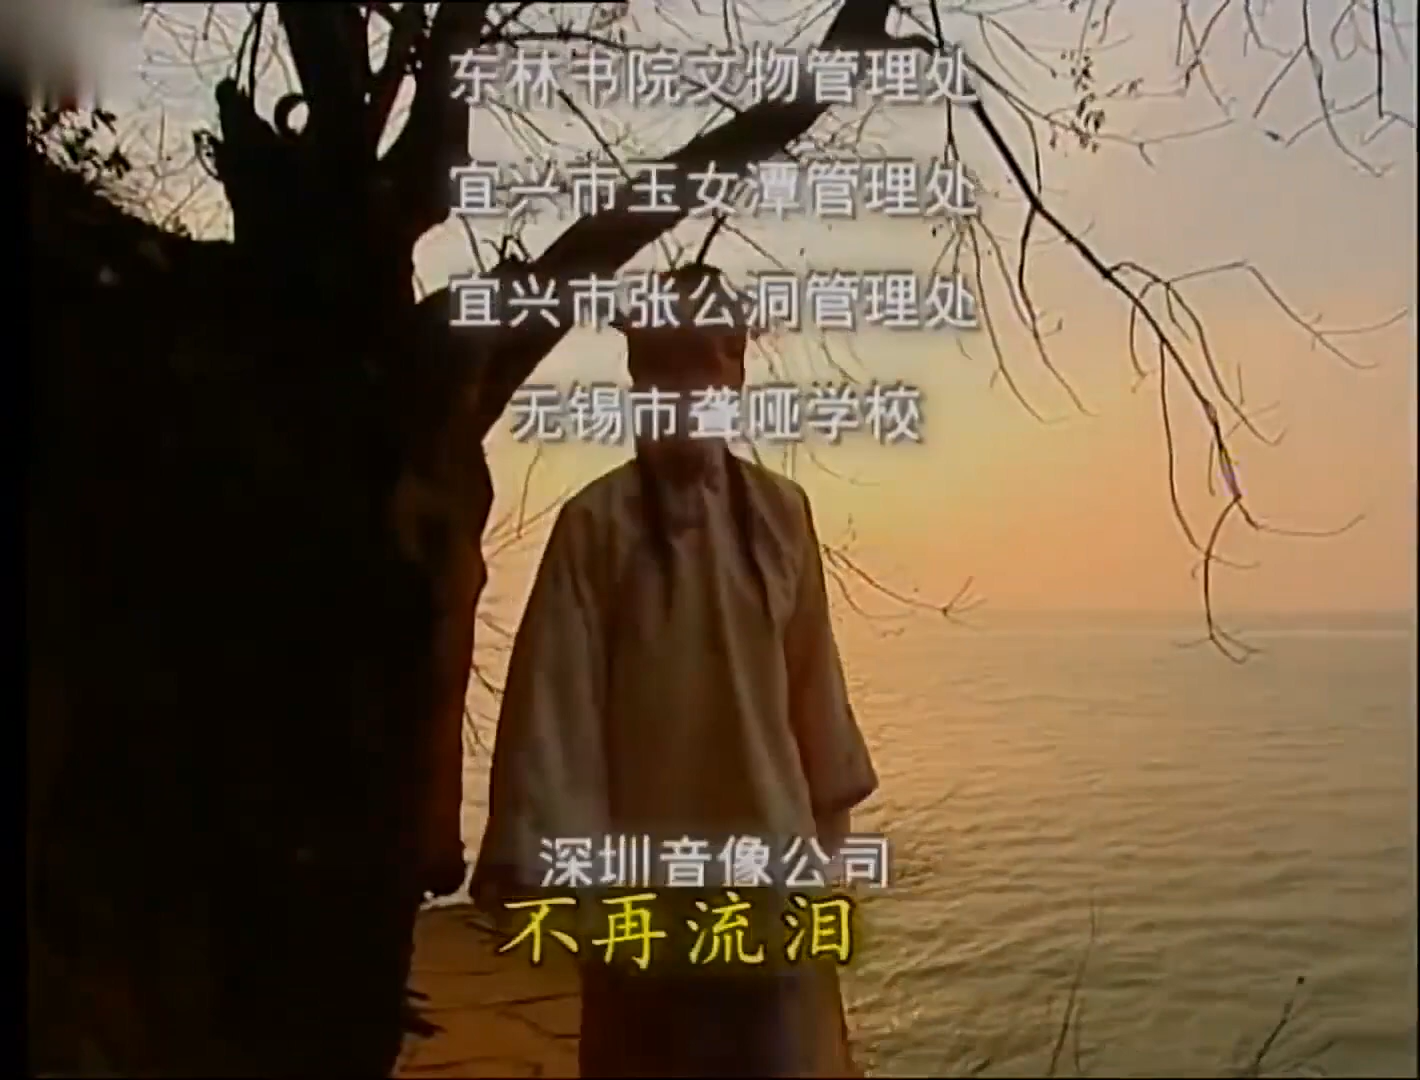 东林书院文物管理处
宜兴市玉女潭管理处
宜兴市张公洞管理处
无锡市聋哑学校
深圳音像公司
不再流泪